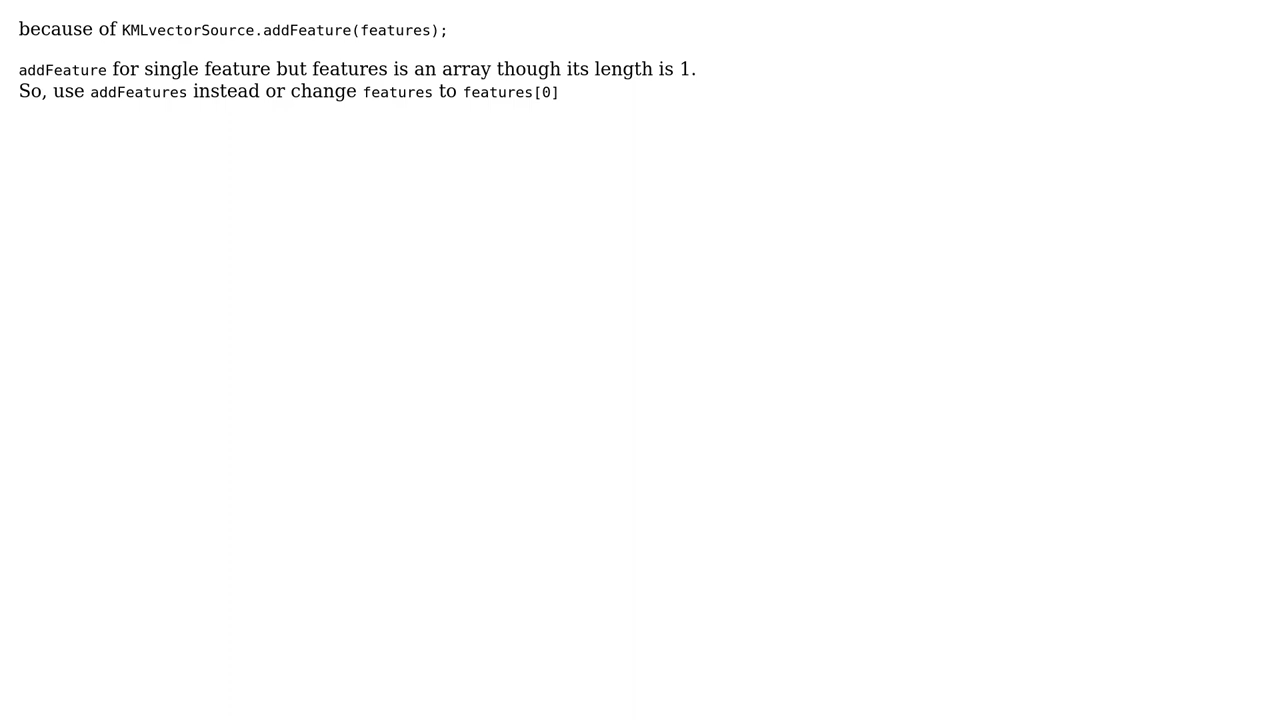 because of KMLvectorSource.addFeature(features);
addFeature for single feature but features is an array though its length is 1.
So, use addFeatures instead or change features to features[0]